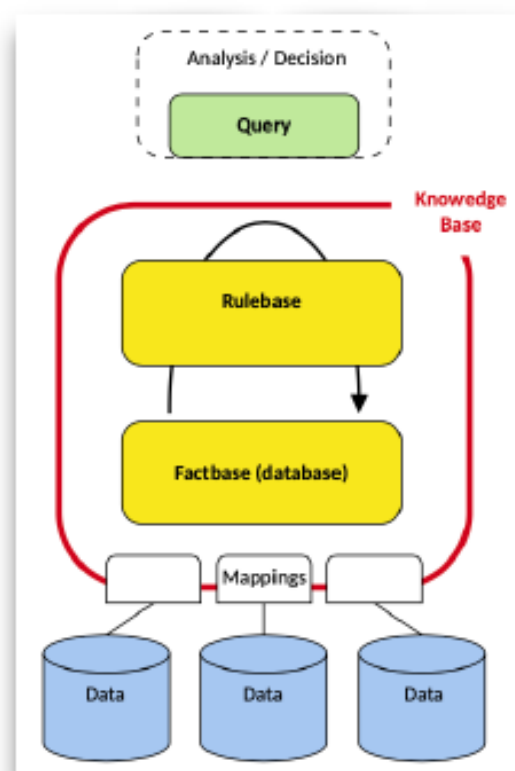 Analysis / Decision
Query
Knowedge
Base
Rulebase
Factbase (database)
Mappings
Data
Data
Data